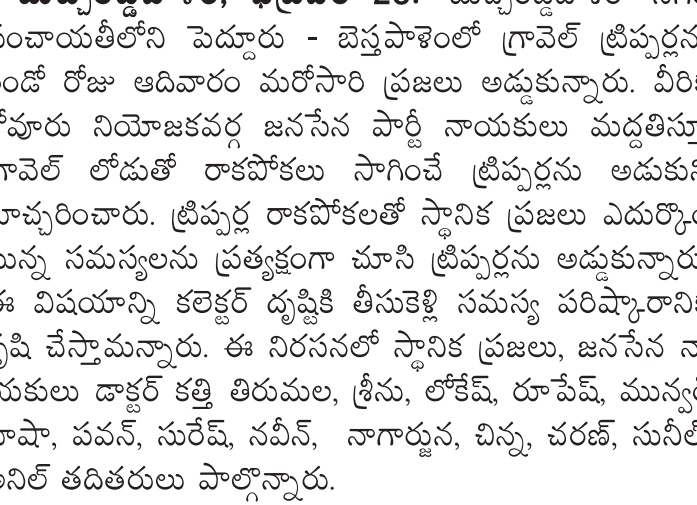 పంచాయతీలోని పెద్దూరు - బెస్తపాళెంలో గ్రావెల్ ట్రిప్పర్లన
రోజు ఆదివారం మరోసారి ప్రజలు అడ్డుకున్నారు. వీరికి
నియోజకవర్గ జనసేన పార్టీ నాయకులు మద్దతిస్తూ
లోడుతో రాకపోకలు సాగించే ట్రిప్పర్లను అడుకుని
ట్రిప్పర్ల రాకపోకలతో స్థానిక ప్రజలు ఎదుర్కొం
సమస్యలను ప్రత్యక్షంగా చూసి ట్రిప్పర్లను అడ్డుకున్నారు
ఈ విషయాన్ని కలెక్టర్ దృష్టికి తీసుకెళ్లి సమస్య పరిష్కారానిక
చేస్తామన్నారు. ఈ నిరసనలో స్థానిక ప్రజలు, జనసేన నా
యకులు డాక్టర్ కత్తి తిరుమల, శ్రీను, లోకేష్, రూపేష్, మున్వర్
పవన్, సురేష్, నవీన్, నాగార్జున, చిన్న, చరణ్, సునీల్
అనిల్ తదితరులు పాల్గొన్నారు.